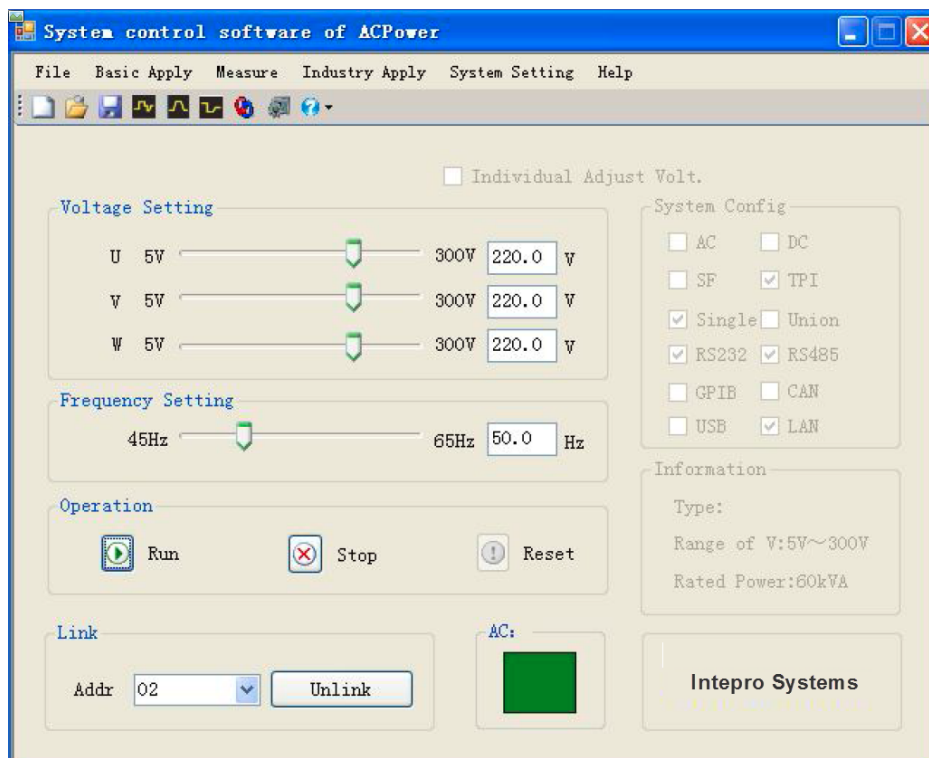 System control software of ACPower
File Basic Apply Measure Industry Apply System Setting Help
Individual Adjust Volt.
Voltage Setting
U 5V 300V 220.0 V
V 5V 300V 220.0 V
W 5V 300V 220.0 V
Frequency Setting
45Hz 65Hz 50.0 Hz
Operation
Run Stop Reset
Link
Addr 02 Unlink
AC:
System Config
AC DC
SF TPI
Single Union
RS232 RS485
GPIB CAN
USB LAN
Information
Type:
Range of V:5V～300V
Rated Power:60kVA
Intepro Systems